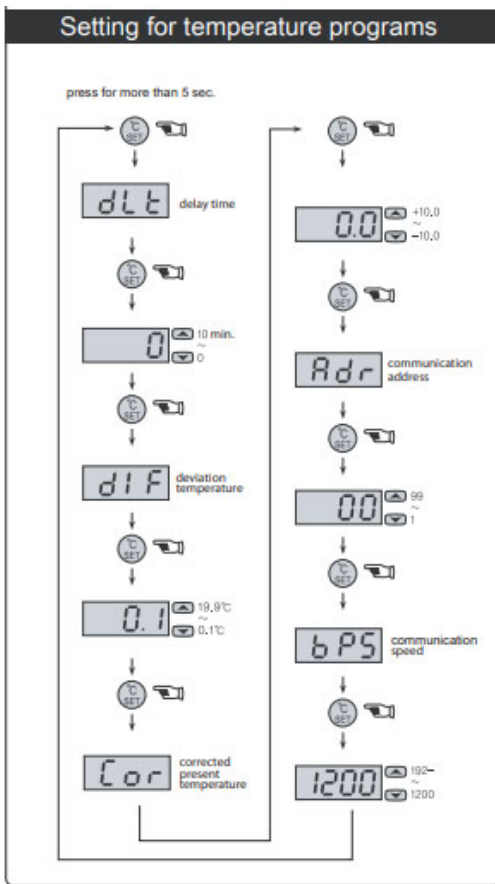 Setting for temperature programs
press for more than 5 sec.
°C
SET
dLt
delay time
°C
SET
0
10 min.
~
0
°C
SET
dIF
deviation
temperature
°C
SET
0.1
19.9°C
~
0.1°C
°C
SET
Cor
corrected
present
temperature
°C
SET
0.0
+10.0
~
-10.0
°C
SET
Adr
communication
address
°C
SET
00
99
~
1
°C
SET
bPS
communication
speed
°C
SET
1200
192-
~
1200